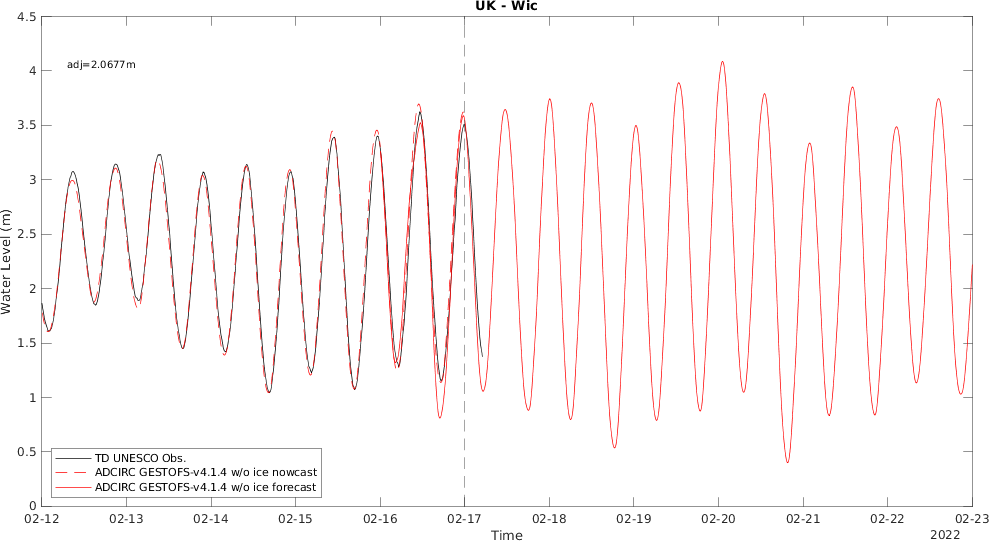 UK - Wic
4.5
4
3.5
3
2.5
2
1.5
1
0.5
0
Water Level (m)
adj=2.0677m
TD UNESCO Obs.
ADCIRC GESTOFS-v4.1.4 w/o ice nowcast
ADCIRC GESTOFS-v4.1.4 w/o ice forecast
02-12 02-13 02-14 02-15 02-16 02-17 02-18 02-19 02-20 02-21 02-22 02-23
Time
2022